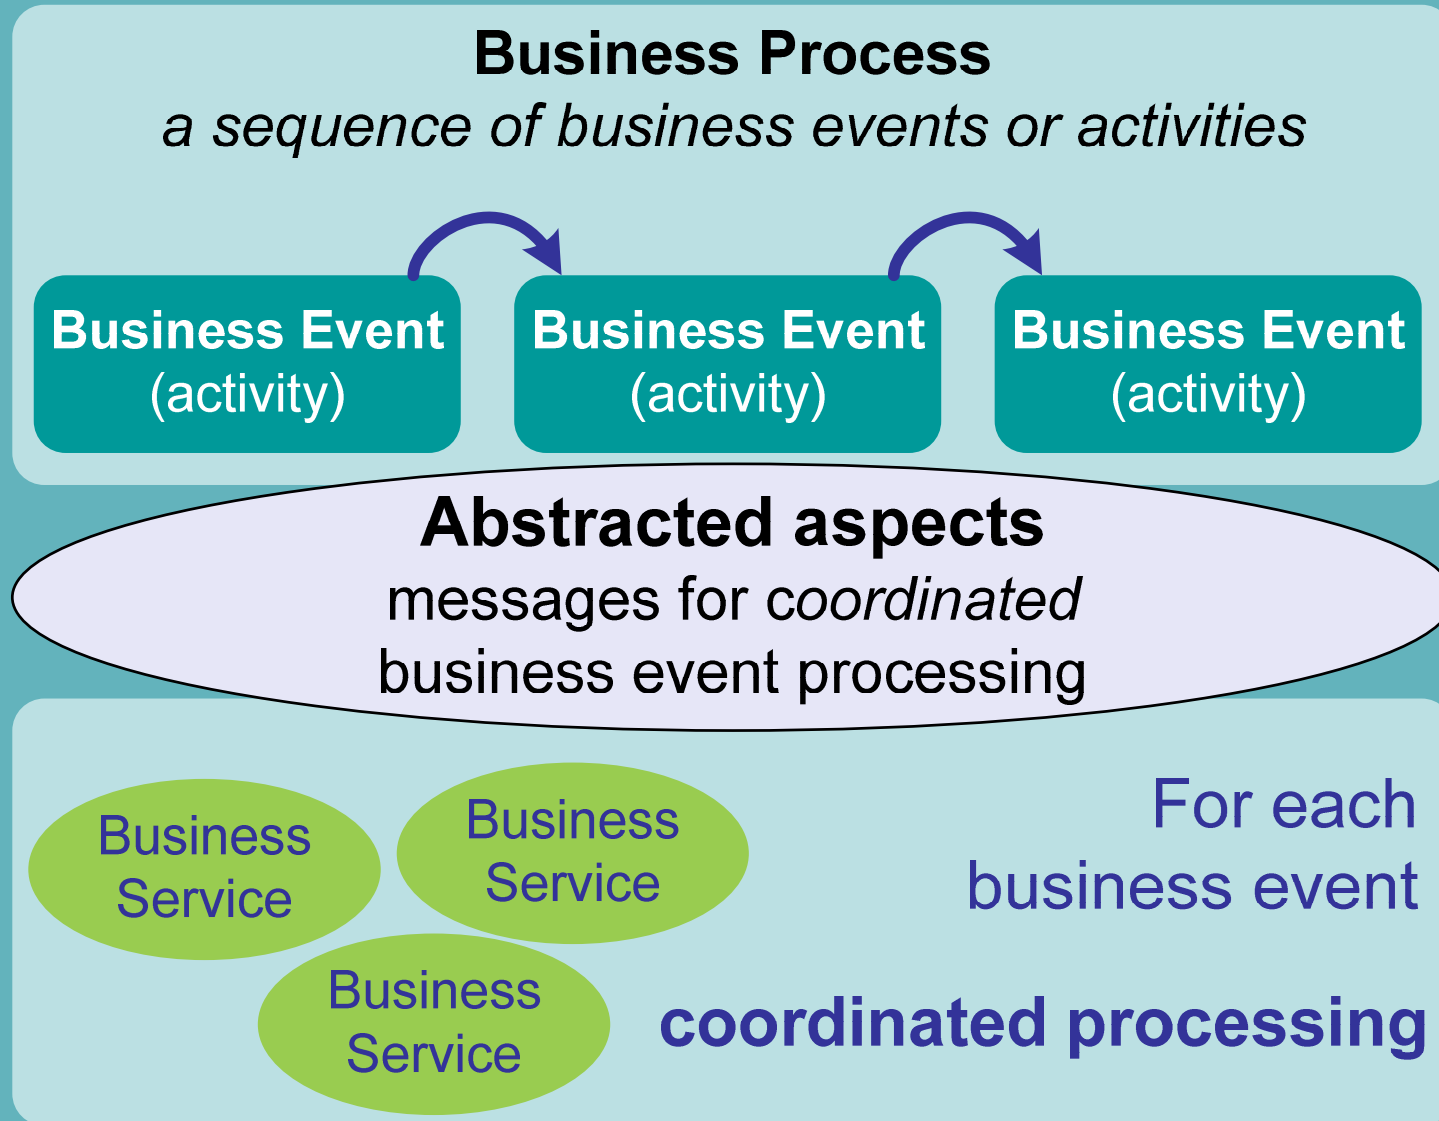 Business Process
a sequence of business events or activities
Business Event
(activity)
Business Event
(activity)
Business Event
(activity)
Abstracted aspects
messages for coordinated
business event processing
Business
Service
Business
Service
Business
Service
For each
business event
coordinated processing